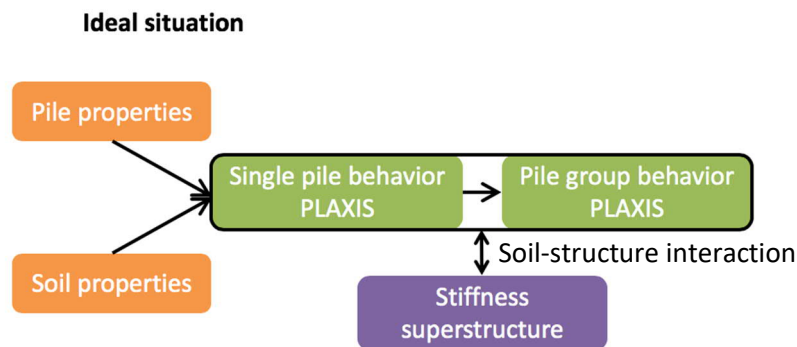 Ideal situation
Pile properties
Single pile behavior
PLAXIS
Pile group behavior
PLAXIS
Soil-structure interaction
Soil properties
Stiffness
superstructure